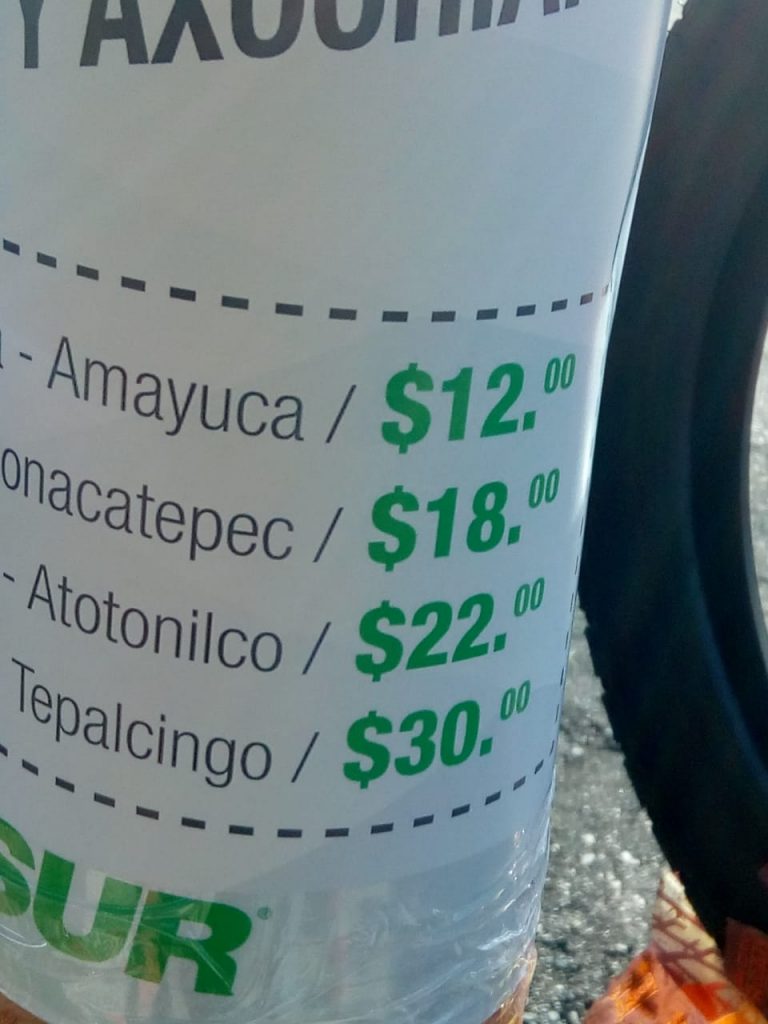 Y AXOCHIA
- Amayuca / $12.00
onacatepec / $18.00
- Atotonilco / $22.00
Tepalcingo / $30.00
SUR®